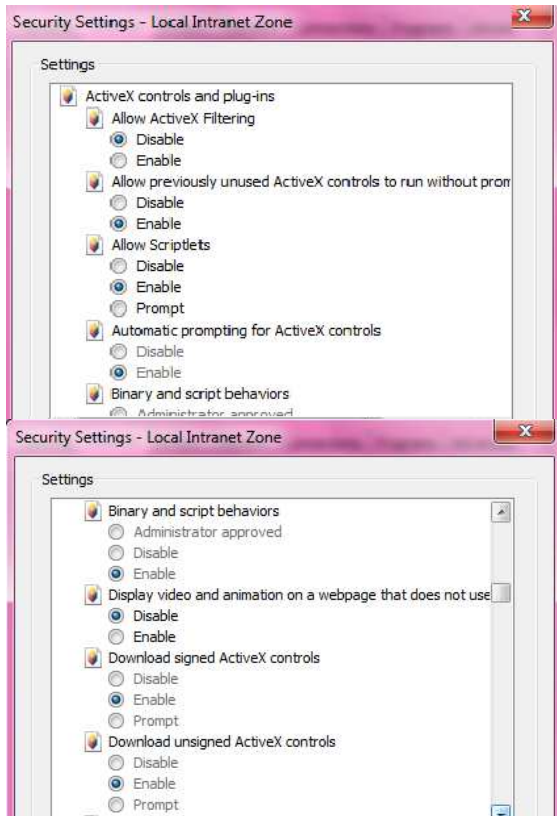 Security Settings - Local Intranet Zone
Settings
ActiveX controls and plug-ins
Allow ActiveX Filtering
Disable
Enable
Allow previously unused ActiveX controls to run without prom
Disable
Enable
Allow Scriptlets
Disable
Enable
Prompt
Automatic prompting for ActiveX controls
Disable
Enable
Binary and script behaviors
Administrator approved
Security Settings - Local Intranet Zone
Settings
Binary and script behaviors
Administrator approved
Disable
Enable
Display video and animation on a webpage that does not use
Disable
Enable
Download signed ActiveX controls
Disable
Enable
Prompt
Download unsigned ActiveX controls
Disable
Enable
Prompt